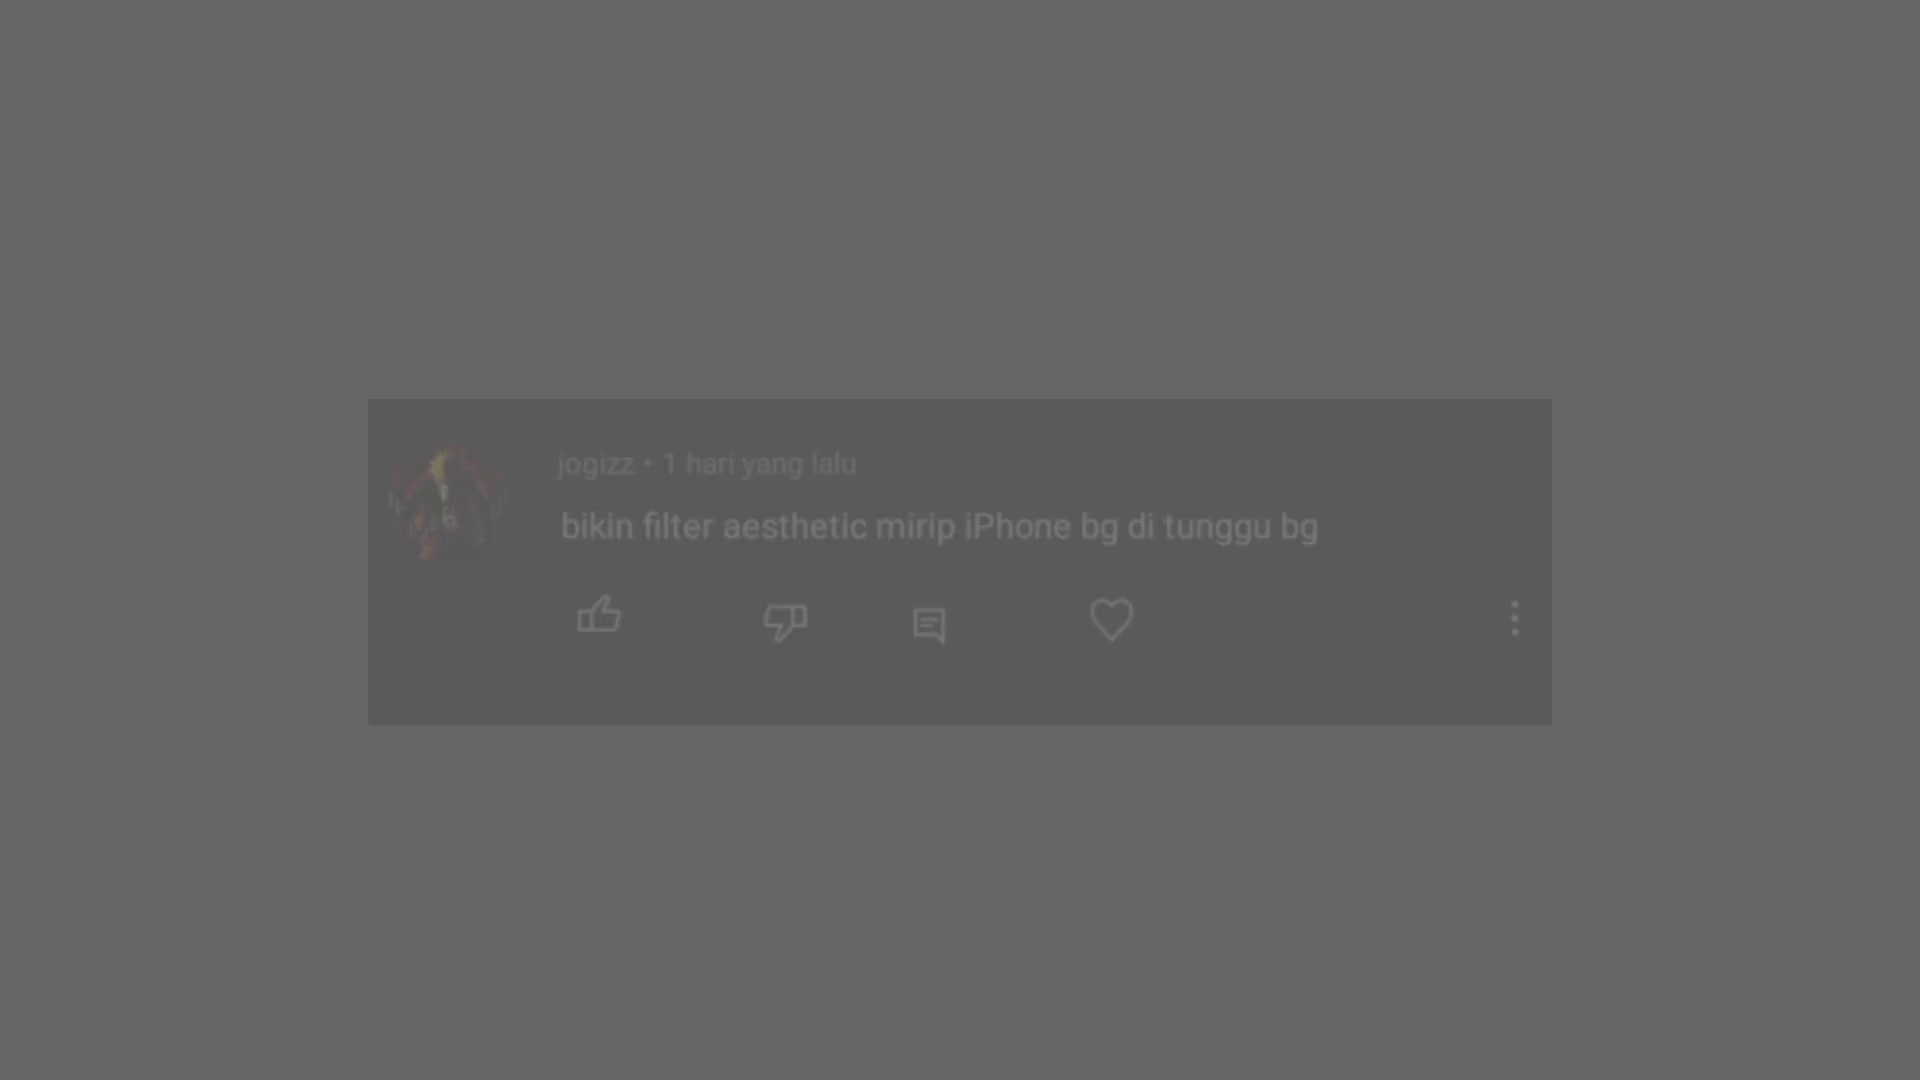 jogizz • 1 hari yang lalu
bikin filter aesthetic mirip iPhone bg di tunggu bg